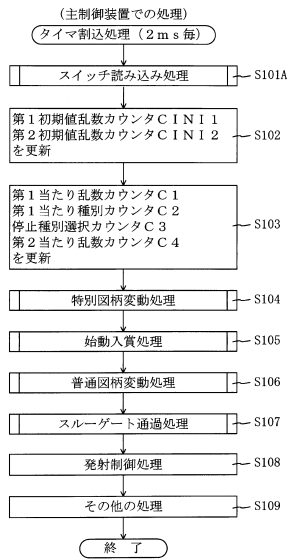 (主制御装置での処理)
タイマ割込処理(2ms毎)
スイッチ読み込み処理
S101A
第1初期値乱数カウンタCINI1
第2初期値乱数カウンタCINI2
を更新
S102
第1当たり乱数カウンタC1
第1当たり種別カウンタC2
停止種別選択カウンタC3
第2当たり乱数カウンタC4
を更新
S103
特別図柄変動処理
S104
始動入賞処理
S105
普通図柄変動処理
S106
スルーゲート通過処理
S107
発射制御処理
S108
その他の処理
S109
終了